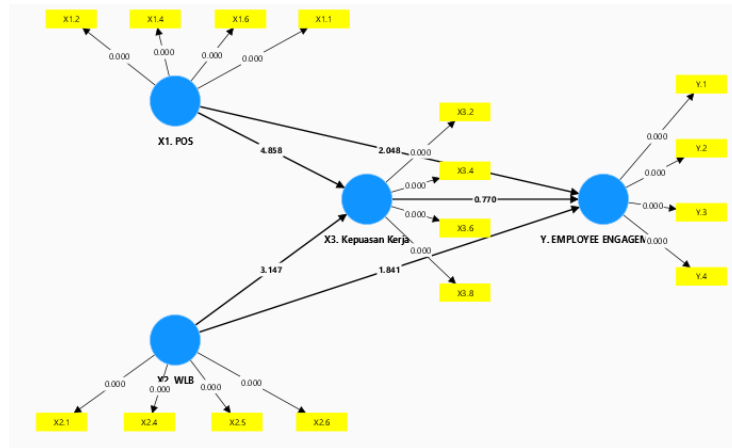 X1.2 X1.4 X1.6 X1.1
0.000 0.000 0.000 0.000
X1. POS
Y.1
X3.2
0.000
4.858 2.048 0.000
Y.2
0.000
X3.4
0.000
0.770
0.000 Y.3
0.000
X3.6
X3. Kepuasan Kerja
Y. EMPLOYEE ENGAGEM
0.000
0.000
Y.4
3.147 1.841
X3.8
X2. WLB
0.000 0.000 0.000 0.000
X2.1 X2.4 X2.5 X2.6